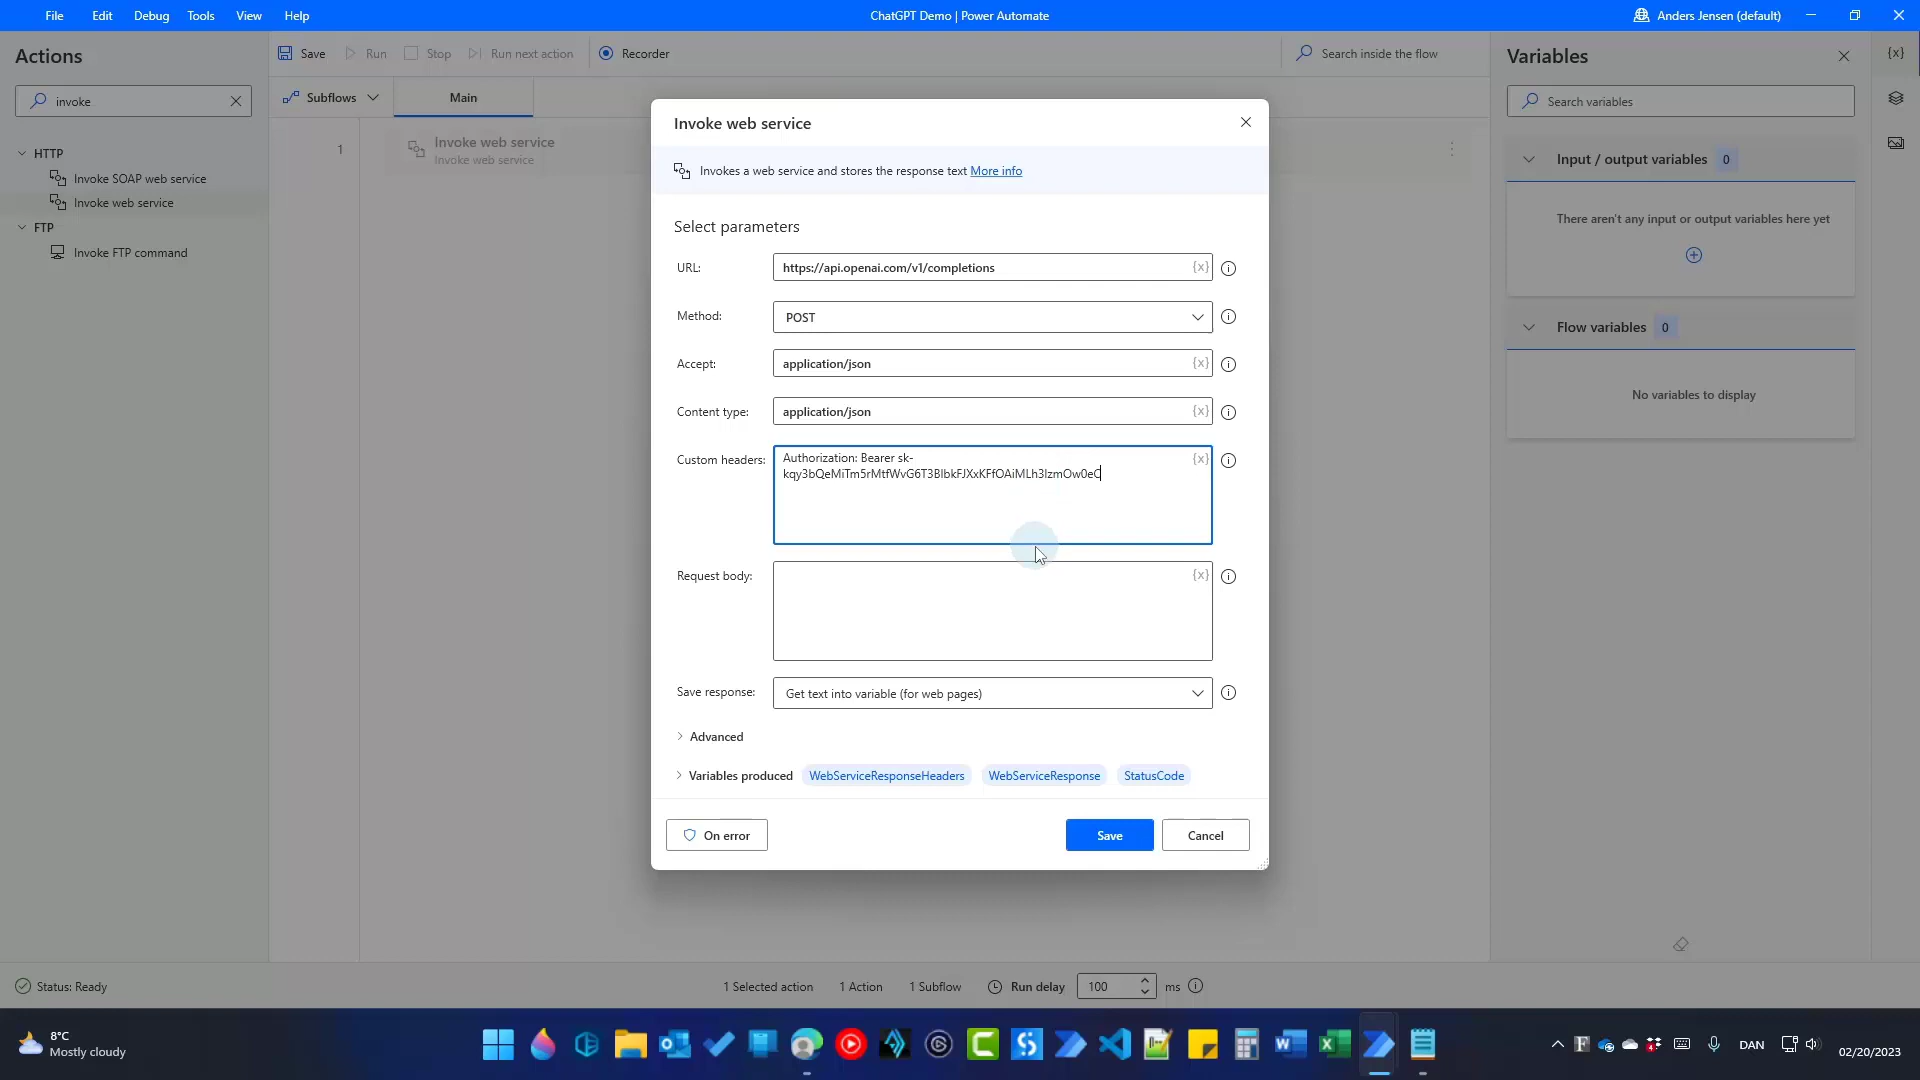 File Edit Debug Tools View Help
ChatGPT Demo | Power Automate
Anders Jensen (default)
Actions
invoke
HTTP
Invoke SOAP web service
Invoke web service
FTP
Invoke FTP command
Save Run Stop Run next action Recorder
Search inside the flow
Subflows Main
1
Invoke web service
Invoke web service
Invoke web service
Invokes a web service and stores the response text More info
Select parameters
URL: https://api.openai.com/v1/completions {x}
Method: POST
Accept: application/json {x}
Content type: application/json {x}
Custom headers: Authorization: Bearer sk- {x}
Request body: {x}
Save response: Get text into variable (for web pages)
Advanced
Variables produced WebServiceResponseHeaders WebServiceResponse StatusCode
On error Save Cancel
Variables
{x}
Search variables
Input / output variables 0
There aren't any input or output variables here yet
Flow variables 0
No variables to display
Status: Ready
1 Selected action 1 Action 1 Subflow Run delay 100 ms
8°C
Mostly cloudy
DAN
02/20/2023